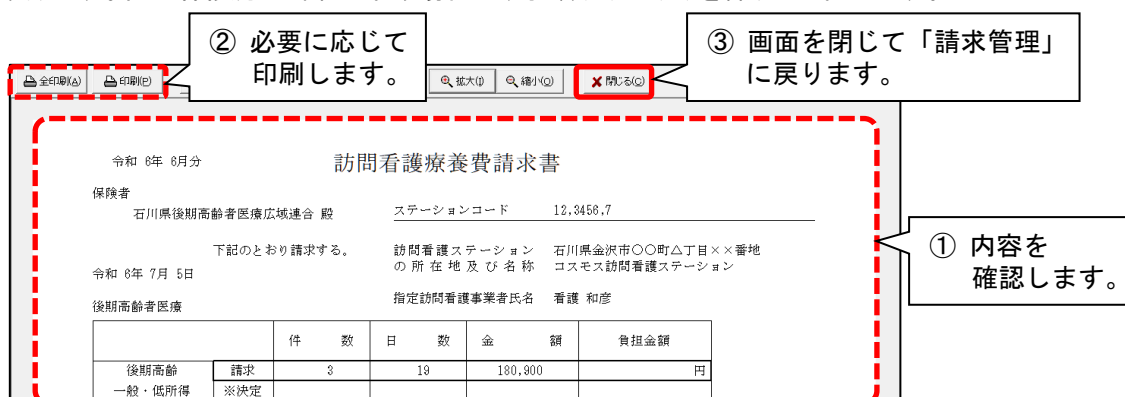 ② 必要に応じて
印刷します。
③ 画面を閉じて「請求管理」
に戻ります。
全印刷(A) 印刷(P) 拡大(I) 縮小(O) 閉じる(C)
令和 6年 6月分 訪問看護療養費請求書
保険者
石川県後期高齢者医療広域連合 殿 ステーションコード 12,3456,7
下記のとおり請求する。 訪問看護ステーション 石川県金沢市〇〇町△丁目××番地
令和 6年 7月 5日 の所在地及び名称 コスモス訪問看護ステーション
後期高齢者医療 指定訪問看護事業者氏名 看護 和彦
① 内容を
確認します。
件 数 日 数 金 額 負担金額
後期高齢 請求 3 19 180,900 円
一般・低所得 ※決定